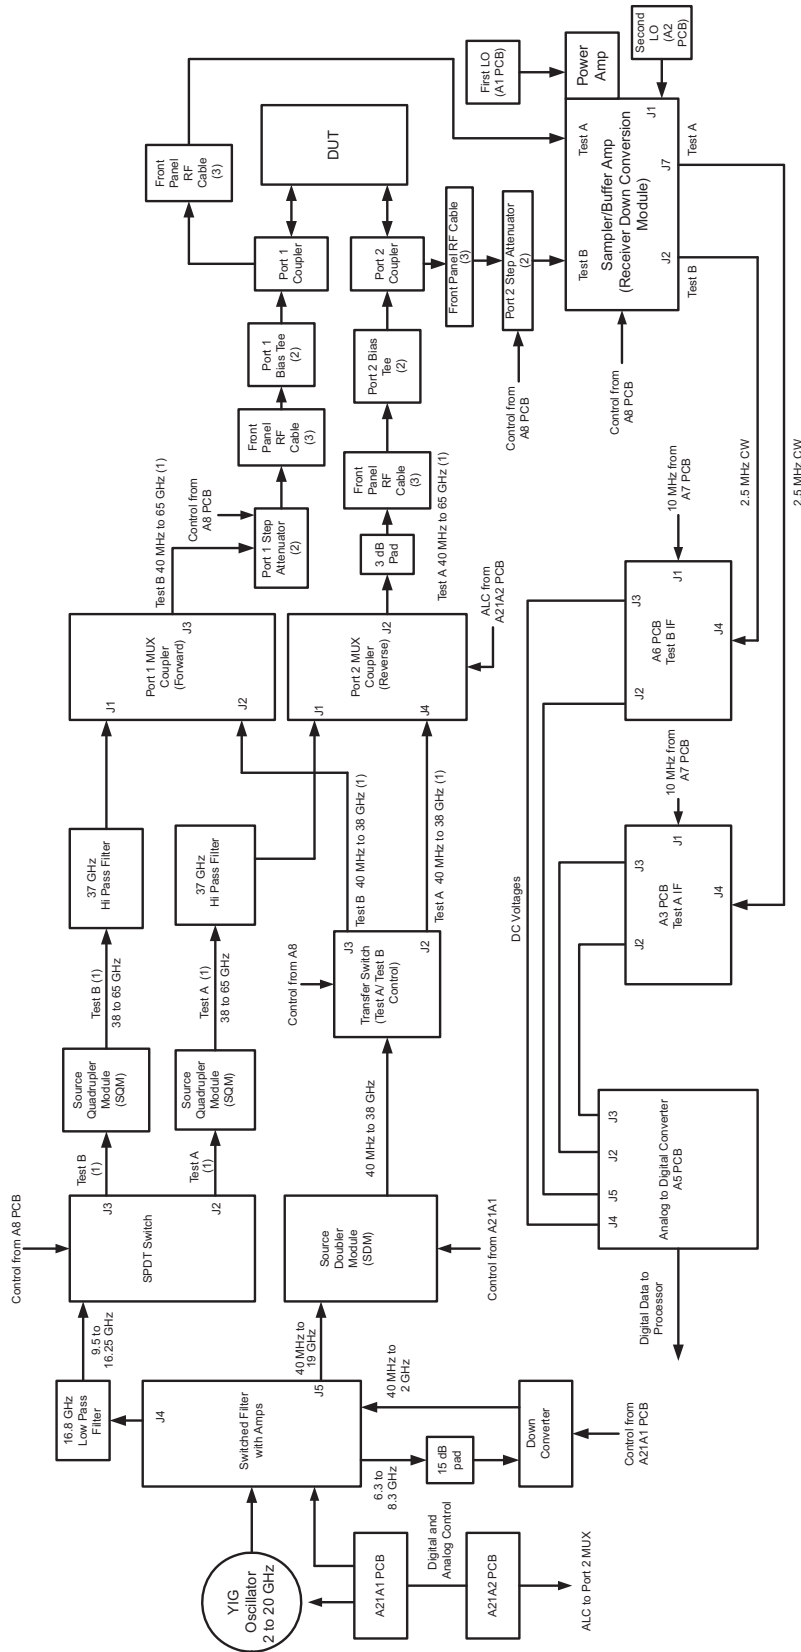 YIG
Oscillator
2 to 20 GHz
A21A1 PCB
Digital and
Analog Control
A21A2 PCB
ALC to Port 2 MUX
16.8 GHz
Low Pass
Filter
J4
Switched Filter
with Amps
J5
6.3 to
8.3 GHz
15 dB
pad
Down
Converter
Control from
A21A1 PCB
40 MHz to
2 GHz
9.5 to
16.25 GHz
40 MHz to
19 GHz
Control from A8 PCB
SPDT Switch
J3
J2
Source
Doubler
Module
(SDM)
Control from A21A1
Test B
(1)
Test A
(1)
Source
Quadrupler
Module
(SQM)
Source
Quadrupler
Module
(SQM)
40 MHz to 38 GHz
Test B (1)
38 to 65 GHz
Test A (1)
38 to 65 GHz
Control from A8
J3
Transfer Switch
(Test A/ Test B
Control)
J2
37 GHz
Hi Pass Filter
37 GHz
Hi Pass Filter
Test B 40 MHz to 38 GHz (1)
Test A 40 MHz to 38 GHz (1)
J1
Port 1 MUX
Coupler
(Forward)
J3
J2
J1
Port 2 MUX
Coupler
(Reverse)
J2
J4
ALC from
A21A2 PCB
Test B 40 MHz to 65 GHz (1)
Control from
A8 PCB
Port 1 Step
Attenuator
(2)
3 dB
Pad
Test A 40 MHz to 65 GHz (1)
Front
Panel
RF
Cable
(3)
Front
Panel
RF
Cable
(3)
Port 1
Bias Tee
(2)
Port 2 Bias
Tee
(2)
Port 1
Coupler
Port 2
Coupler
Front
Panel
RF
Cable
(3)
DUT
Front Panel RF Cable
(3)
Port 2 Step Attenuator
(2)
Control from
A8 PCB
First LO
(A1 PCB)
Power
Amp
Second
LO
(A2
PCB)
Test A
Test B
J1
Sampler/Buffer Amp
(Receiver Down Conversion
Module)
J7
J2
Test A
Test B
Control from
A8 PCB
2.5 MHz CW
2.5 MHz CW
10 MHz from
A7 PCB
J3
J1
A6 PCB
Test B IF
J2
J4
10 MHz from
A7 PCB
J3
J1
A3 PCB
Test A IF
J2
J4
DC Voltages
J3
J2
J5
J4
Analog to Digital Converter
A5 PCB
Digital Data to
Processor